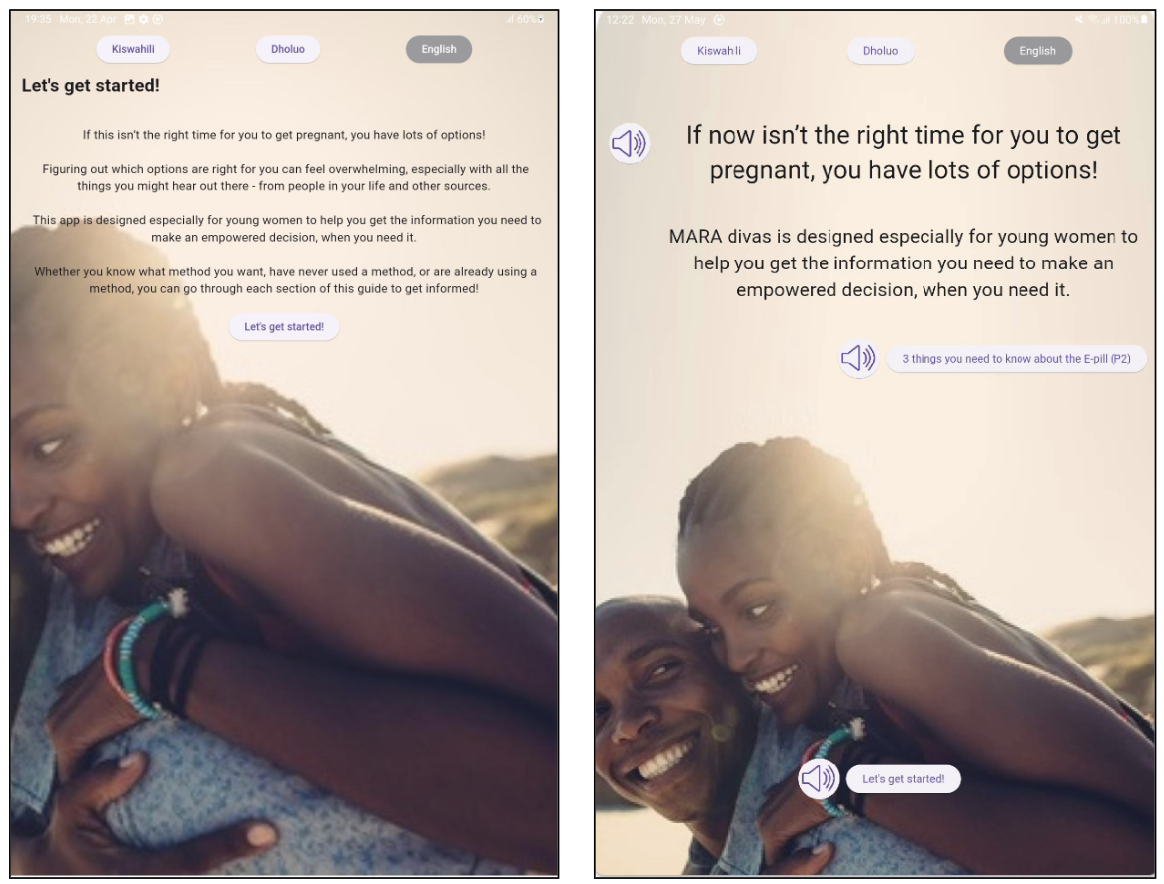 19:35 Mon, 22 Apr
60%
Kiswahili
Dholuo
English
Let's get started!
If this isn't the right time for you to get pregnant, you have lots of options!
Figuring out which options are right for you can feel overwhelming, especially with all the
things you might hear out there - from people in your life and other sources.
This app is designed especially for young women to help you get the information you need to
make an empowered decision, when you need it.
Whether you know what method you want, have never used a method, or are already using a
method, you can go through each section of this guide to get informed!
Let's get started!
12:22 Mon, 27 May
100%
Kiswahili
Dholuo
English
If now isn't the right time for you to get
pregnant, you have lots of options!
MARA divas is designed especially for young women to
help you get the information you need to make an
empowered decision, when you need it.
3 things you need to know about the E-pill (P2)
Let's get started!